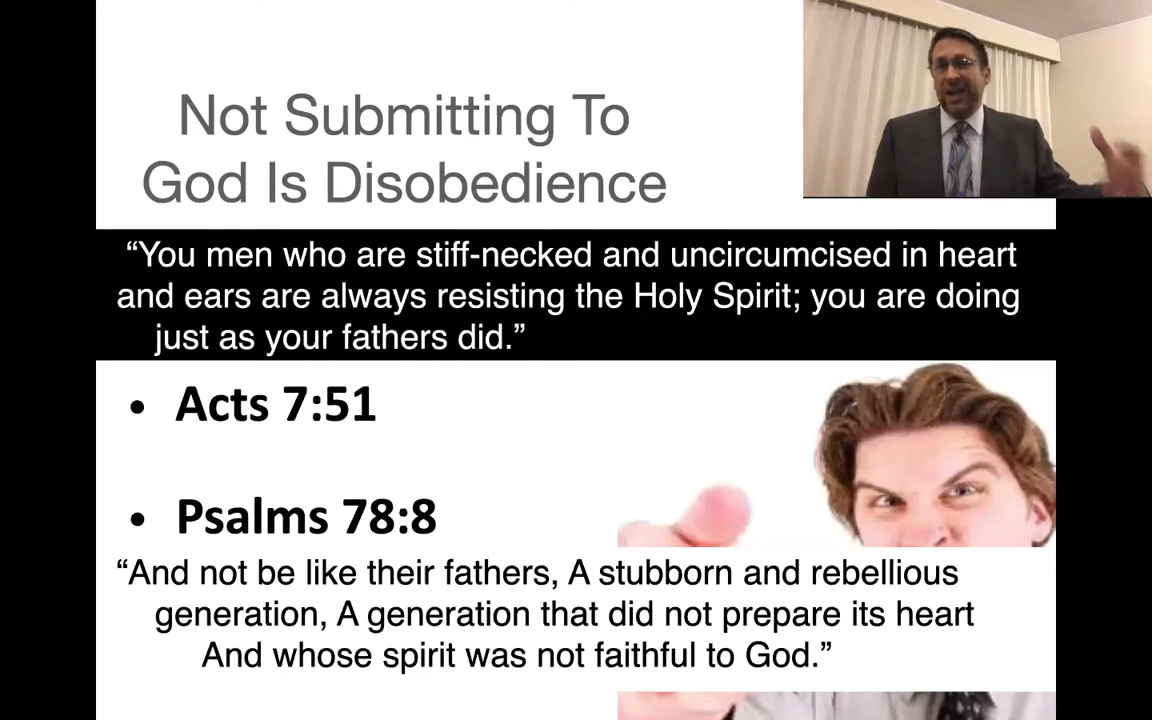 Not Submitting To
God Is Disobedience
“You men who are stiff-necked and uncircumcised in heart
and ears are always resisting the Holy Spirit; you are doing
just as your fathers did.”
• Acts 7:51
• Psalms 78:8
“And not be like their fathers, A stubborn and rebellious
generation, A generation that did not prepare its heart
And whose spirit was not faithful to God.”